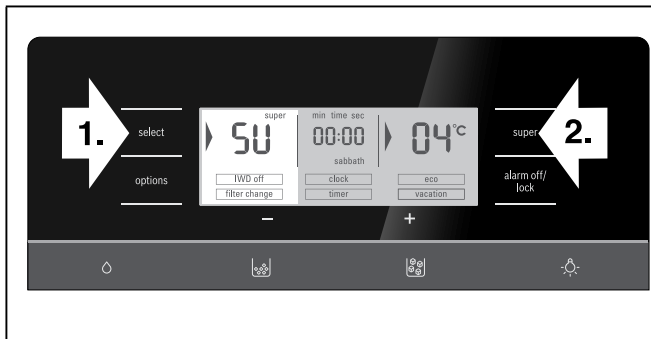 1.
select
options
super
SU
IWD off
filter change
min time sec
00:00
sabbath
clock
timer
04°C
eco
vacation
super
2.
alarm off/
lock
−
+